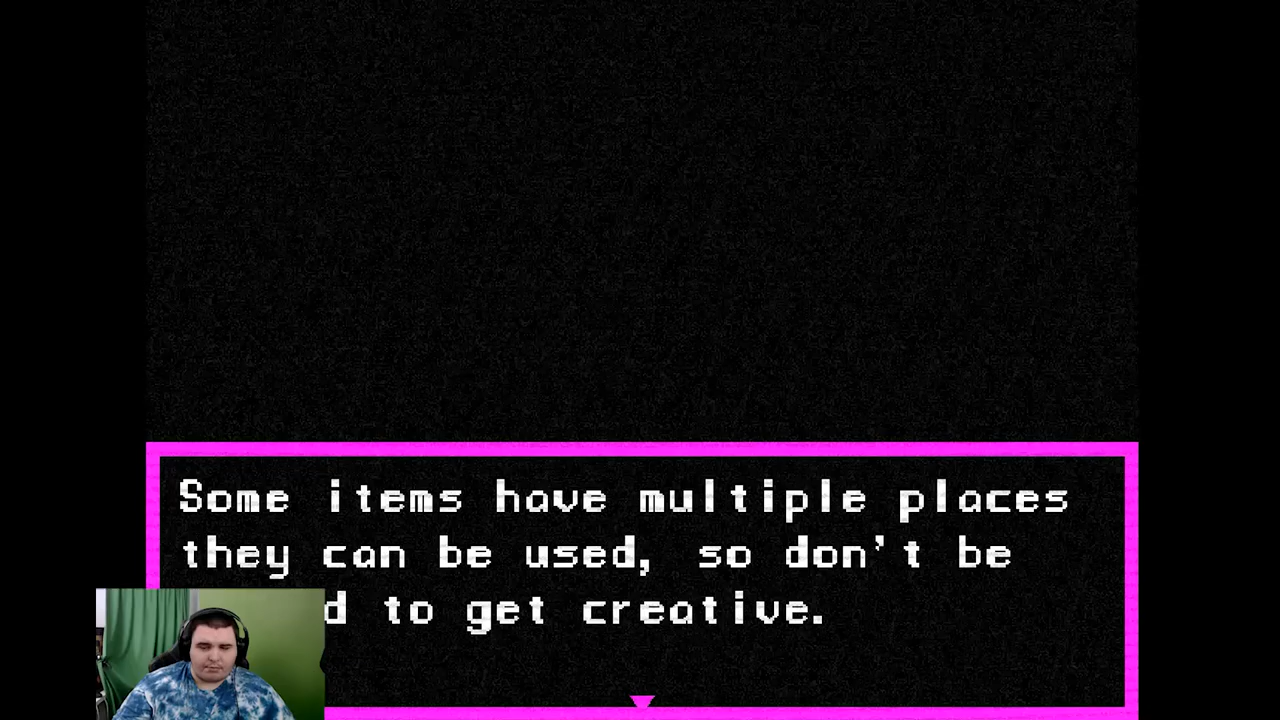 Some items have multiple places
they can be used, so don't be
to get creative.